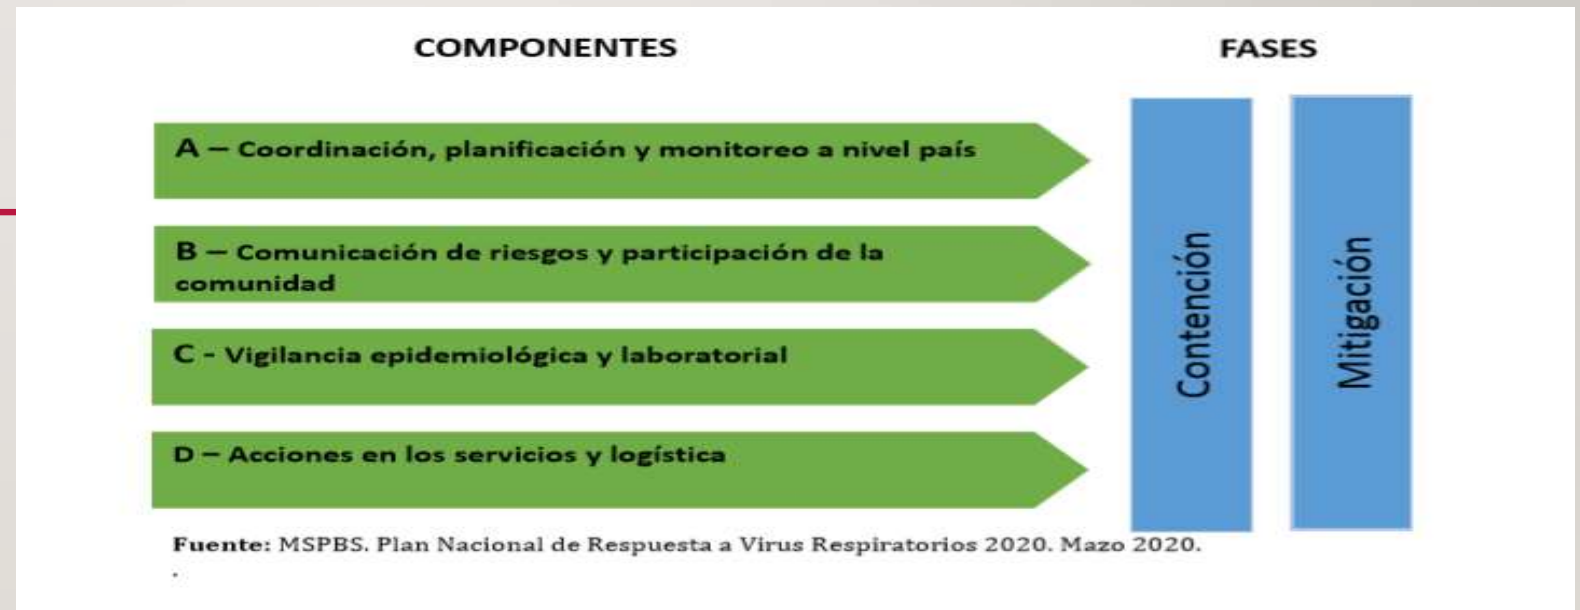 COMPONENTES
FASES
A – Coordinación, planificación y monitoreo a nivel país
B – Comunicación de riesgos y participación de la
comunidad
C - Vigilancia epidemiológica y laboratorial
D – Acciones en los servicios y logística
Contención
Mitigación
Fuente: MSPBS. Plan Nacional de Respuesta a Virus Respiratorios 2020. Mazo 2020.
.